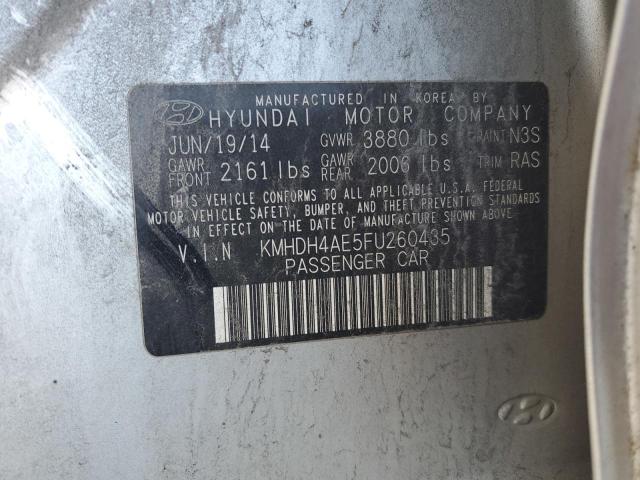 MANUFACTURED IN KOREA BY
HYUNDAI MOTOR COMPANY
JUN/19/14 GVWR 3880 lbs PAINT N3S
GAWR FRONT 2161 lbs GAWR REAR 2006 lbs TRIM RAS
THIS VEHICLE CONFORMS TO ALL APPLICABLE U.S.A. FEDERAL
MOTOR VEHICLE SAFETY, BUMPER, AND THEFT PREVENTION STANDARDS
IN EFFECT ON THE DATE OF MANUFACTURE SHOWN ABOVE.
V.I.N KMHDH4AE5FU260435
PASSENGER CAR